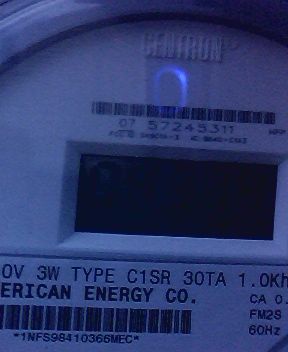 CENTRON
07 57245311
0V 3W TYPE C1SR 30TA 1.0Kh
ERICAN ENERGY CO.
CA 0.
FM2S
60Hz
*1NFS98410366MEC*